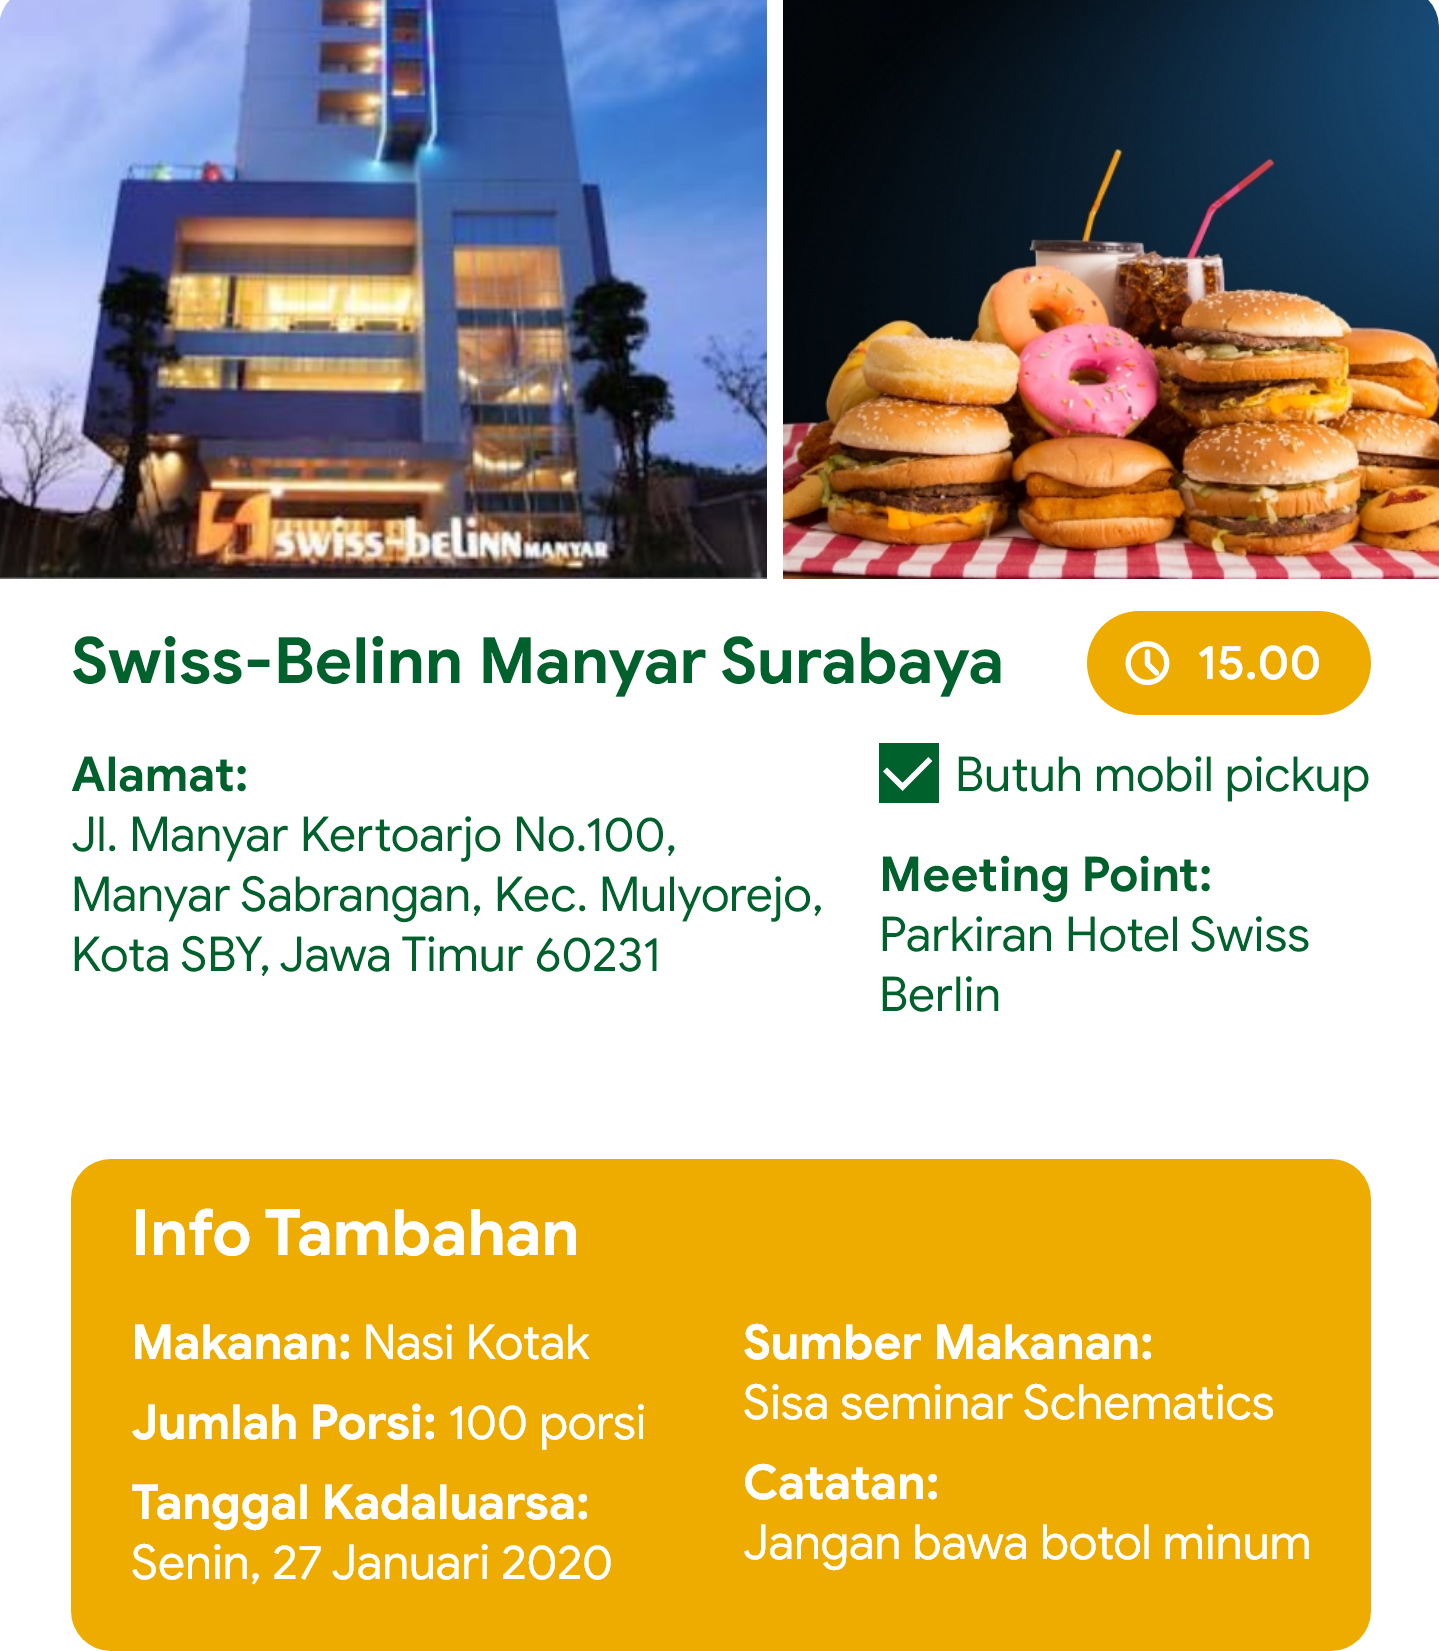 swiss-belinn MANYAR
Swiss-Belinn Manyar Surabaya
15.00
Alamat:
Jl. Manyar Kertoarjo No.100,
Manyar Sabrangan, Kec. Mulyorejo,
Kota SBY, Jawa Timur 60231
Butuh mobil pickup
Meeting Point:
Parkiran Hotel Swiss
Berlin
Info Tambahan
Makanan: Nasi Kotak
Jumlah Porsi: 100 porsi
Tanggal Kadaluarsa:
Senin, 27 Januari 2020
Sumber Makanan:
Sisa seminar Schematics
Catatan:
Jangan bawa botol minum